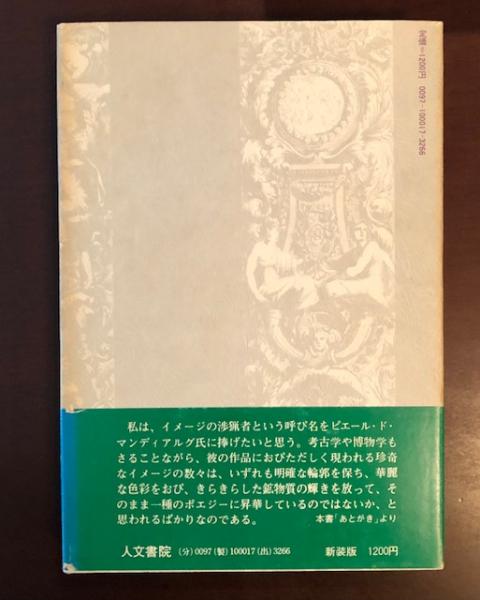 定価=1200円 0097-100017-3266
私は、イメージの渉猟者という呼び名をピエール・ド・
マンディアルグ氏に捧げたいと思う。考古学や博物学も
さることながら、彼の作品におびただしく現われる珍奇
なイメージの数々は、いずれも明確な輪郭を保ち、華麗
な色彩をおび、きらきらした鉱物質の輝きを放って、そ
のまま一種のポエジーに昇華しているのではないか、と
思われるばかりなのである。 本書「あとがき」より
人文書院 (分)0097 (製)100017 (出)3266 新装版 1200円